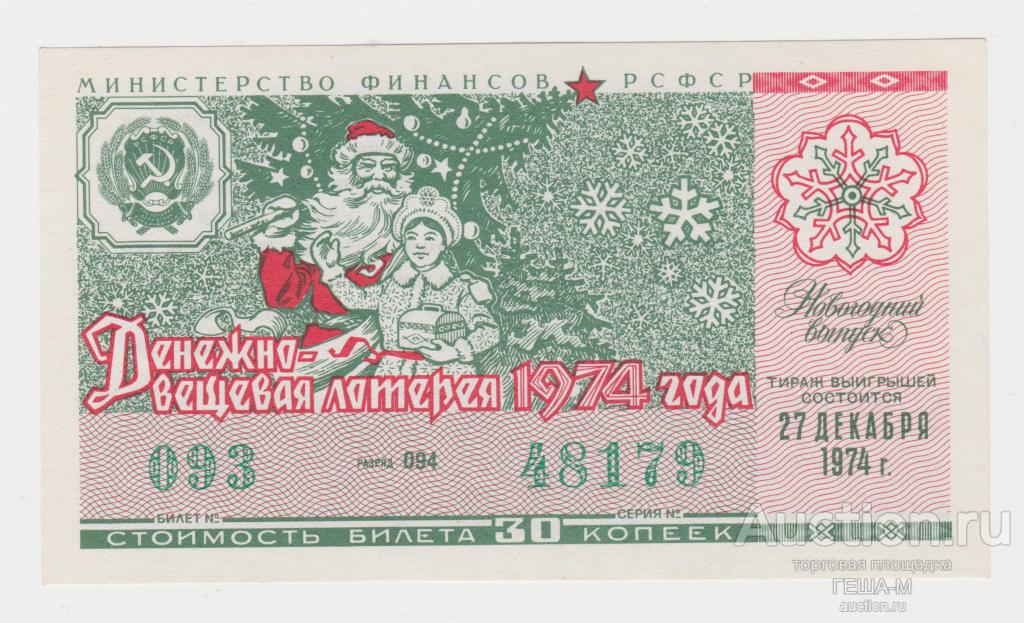 МИНИСТЕРСТВО ФИНАНСОВ РСФСР
Новогодний
выпуск
Денежно-
вещевая лотерея 1974 года
ТИРАЖ ВЫИГРЫШЕЙ
СОСТОИТСЯ
27 ДЕКАБРЯ
1974 г.
093 РАЗРЯД 094 48179
БИЛЕТ № СЕРИЯ №
СТОИМОСТЬ БИЛЕТА 30 КОПЕЕК
Auction.ru
торговая площадка
ГЕША-М
auction.ru